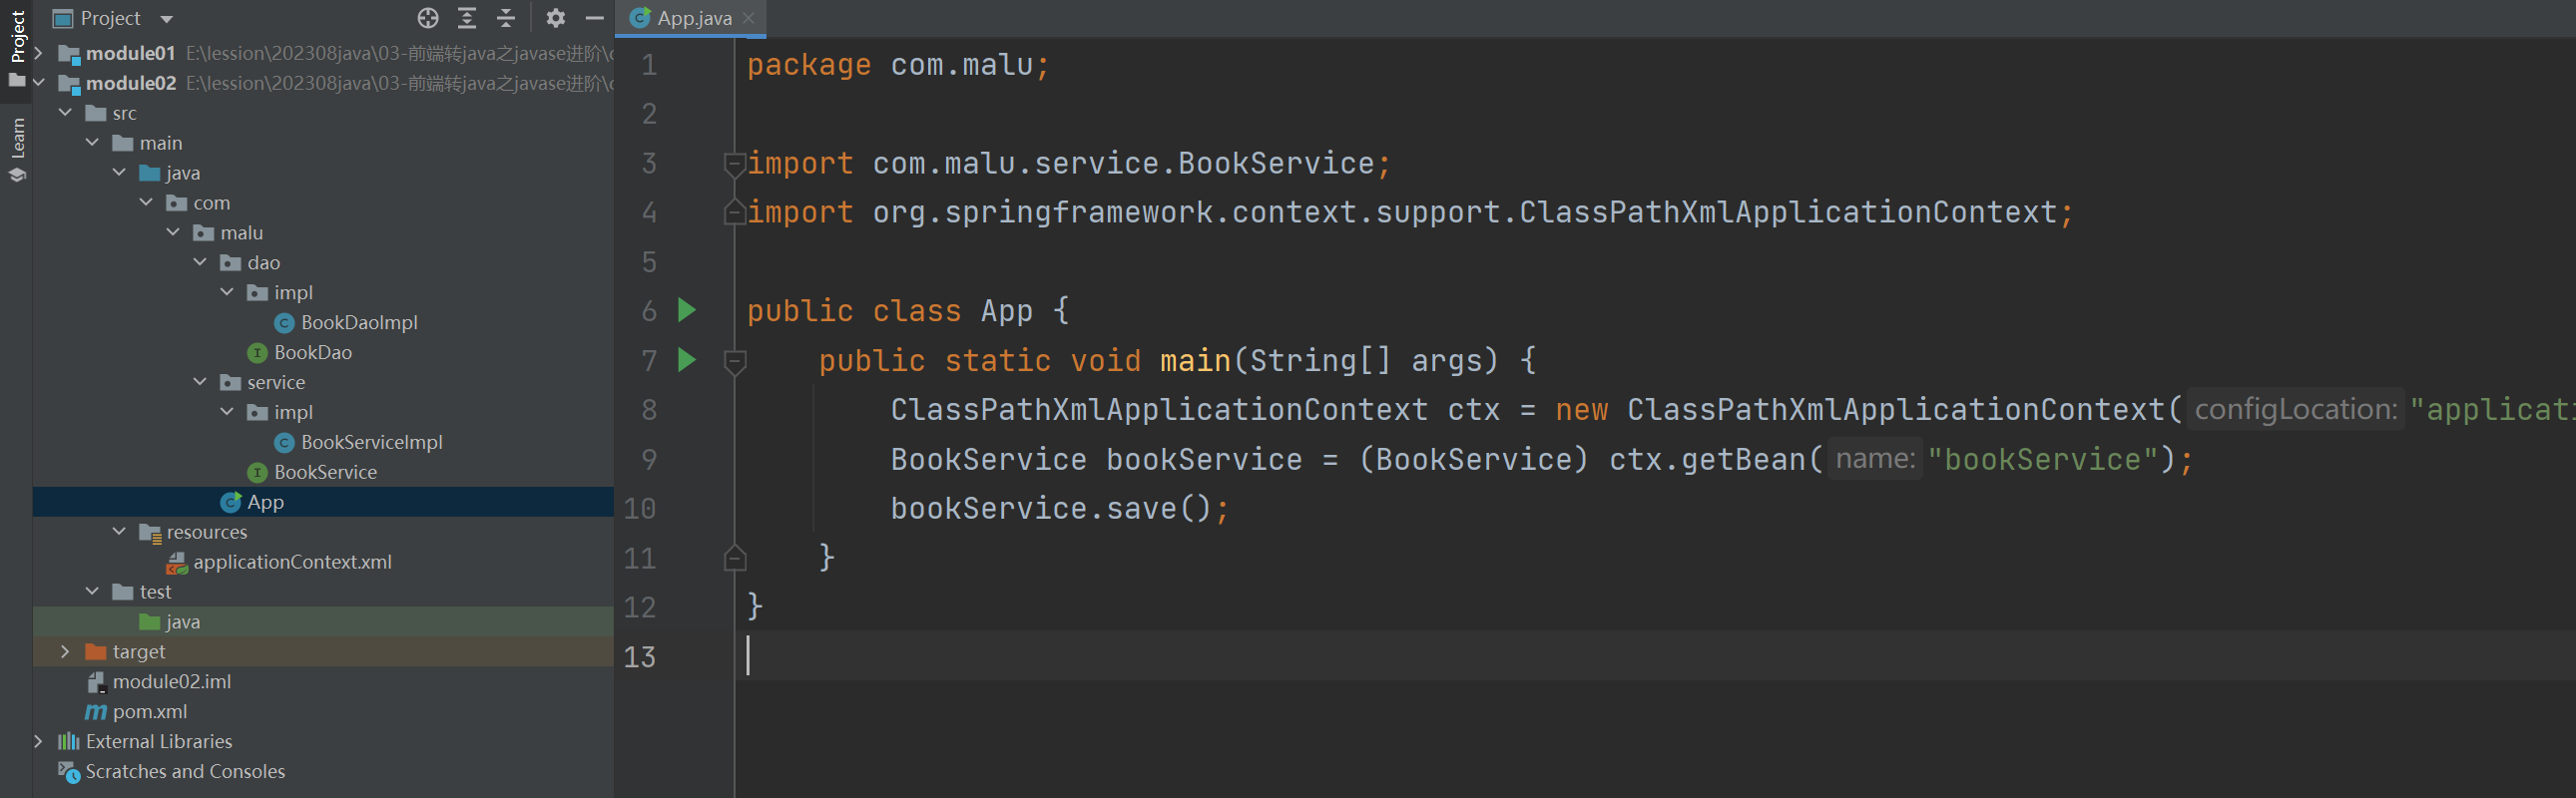 Project
Learn
Project
module01 E:\lession\202308java\03-前端转java之javase进阶\
module02 E:\lession\202308java\03-前端转java之javase进阶\
src
main
java
com
malu
dao
impl
BookDaoImpl
BookDao
service
impl
BookServiceImpl
BookService
App
resources
applicationContext.xml
test
java
target
module02.iml
pom.xml
External Libraries
Scratches and Consoles
App.java
1 package com.malu;
2
3 import com.malu.service.BookService;
4 import org.springframework.context.support.ClassPathXmlApplicationContext;
5
6 public class App {
7 public static void main(String[] args) {
8 ClassPathXmlApplicationContext ctx = new ClassPathXmlApplicationContext( configLocation: "applicati
9 BookService bookService = (BookService) ctx.getBean( name: "bookService");
10 bookService.save();
11 }
12 }
13